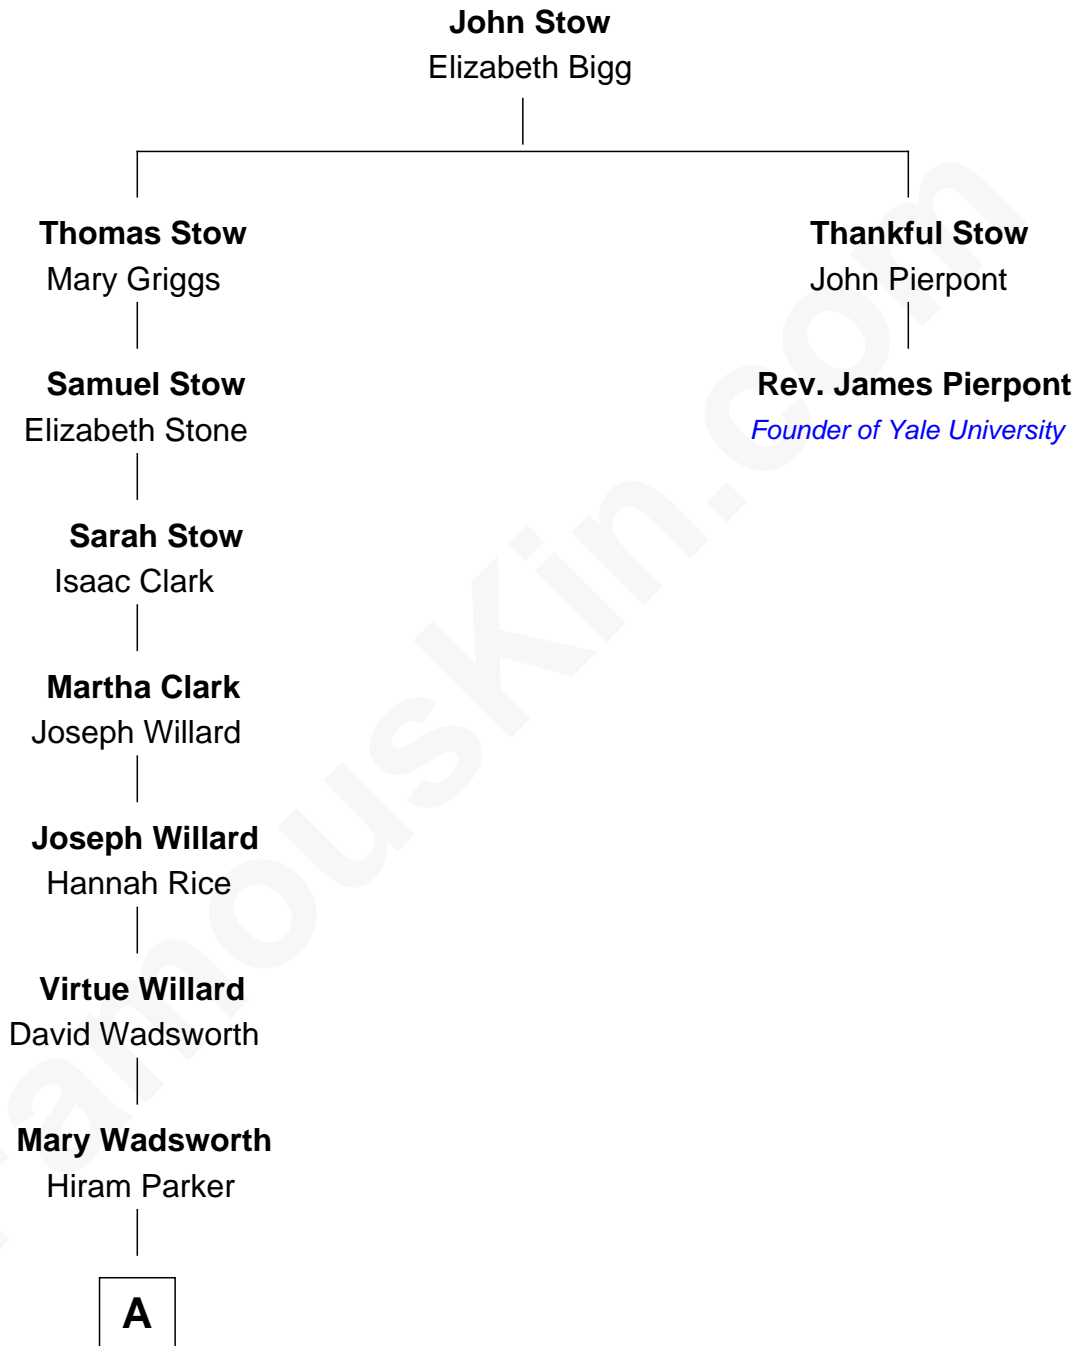 John Stow
Elizabeth Bigg
Thomas Stow
Mary Griggs
Thankful Stow
John Pierpont
Samuel Stow
Elizabeth Stone
Rev. James Pierpont
Founder of Yale University
Sarah Stow
Isaac Clark
Martha Clark
Joseph Willard
Joseph Willard
Hannah Rice
Virtue Willard
David Wadsworth
Mary Wadsworth
Hiram Parker
A
FamousKin.com